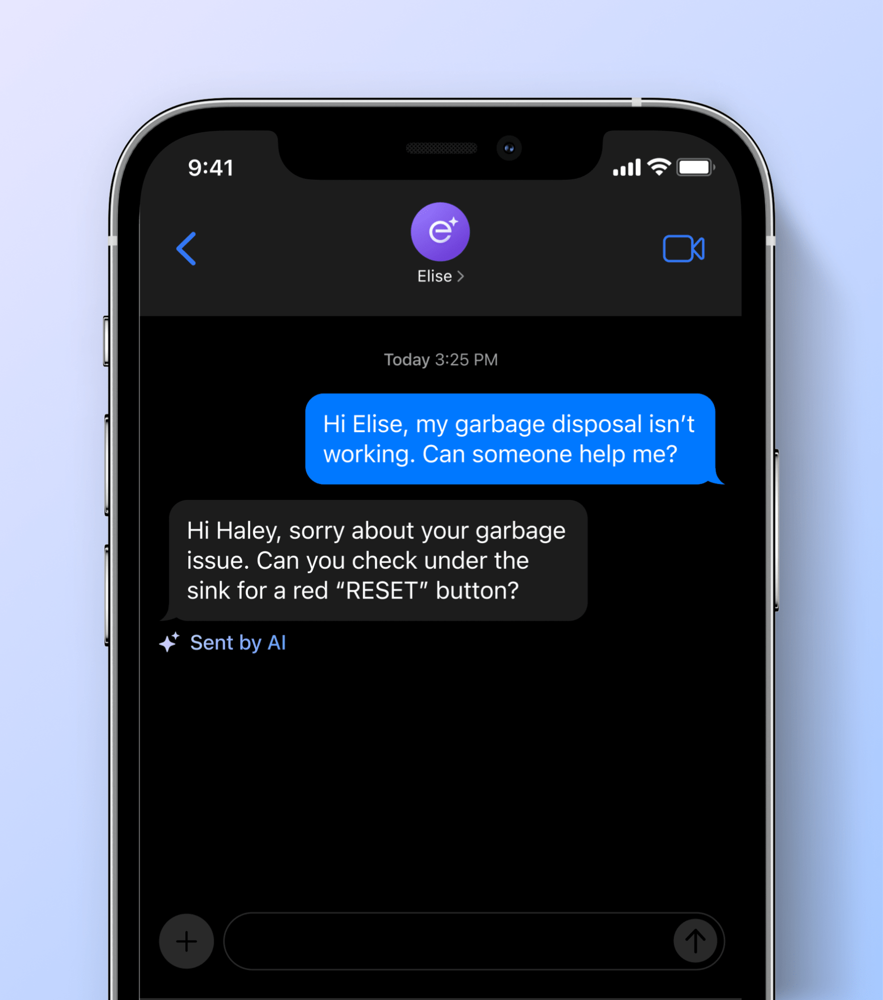 9:41
e
Elise
Today 3:25 PM
Hi Elise, my garbage disposal isn’t
working. Can someone help me?
Hi Haley, sorry about your garbage
issue. Can you check under the
sink for a red “RESET” button?
Sent by AI